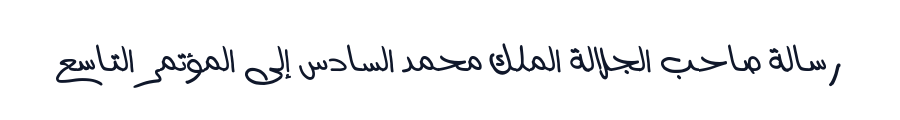 رسالة صاحب الجلالة الملك محمد السادس إلى المؤتمر التاسع